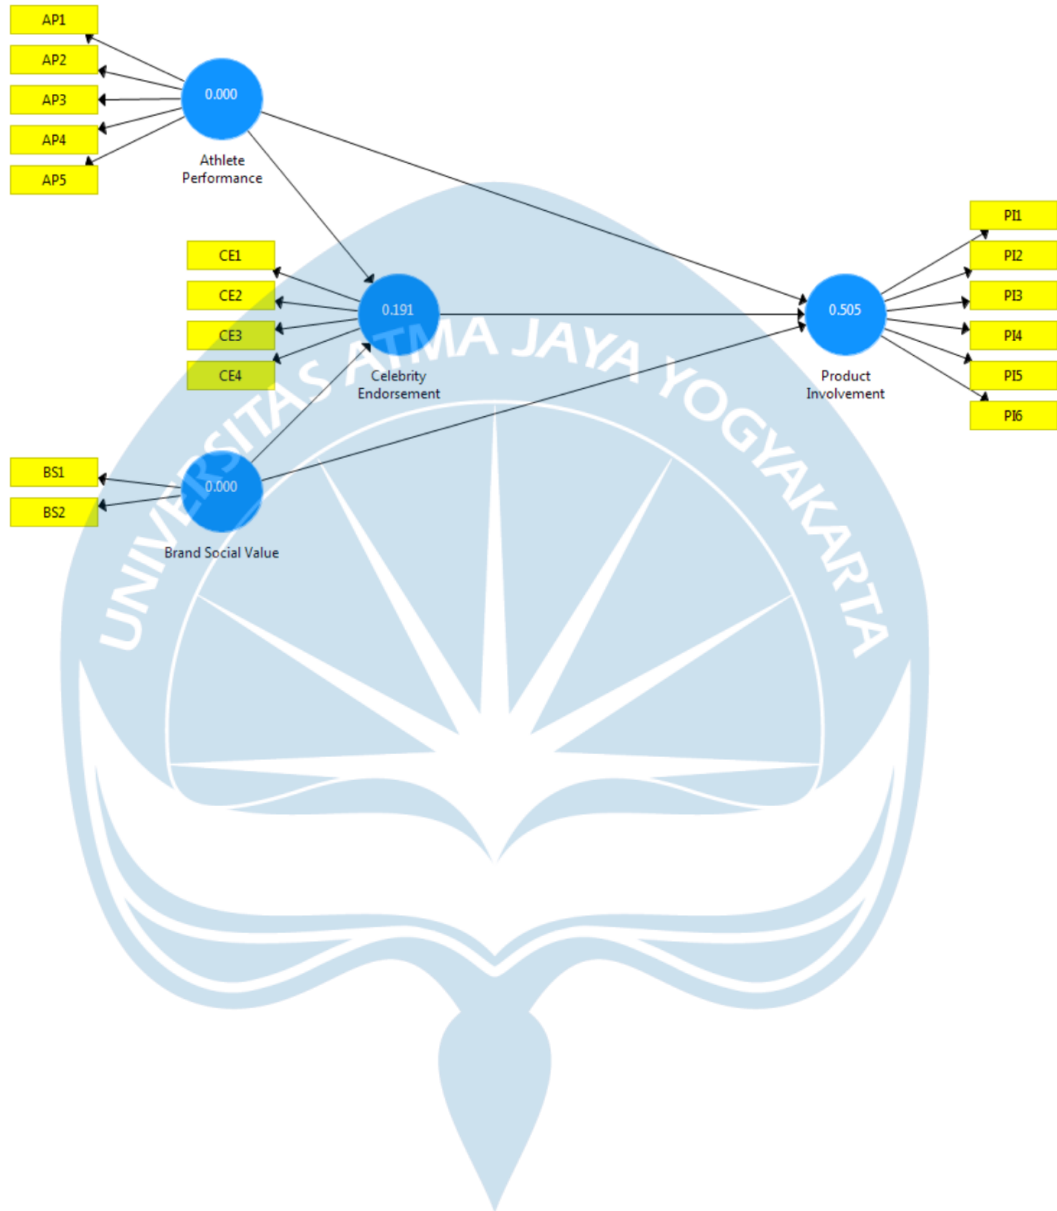 AP1
AP2
AP3
AP4
AP5
0.000
Athlete
Performance
CE1
CE2
CE3
CE4
0.191
Celebrity
Endorsement
BS1
BS2
0.000
Brand Social Value
0.505
Product
Involvement
PI1
PI2
PI3
PI4
PI5
PI6
UNIVERSITAS ATMA JAYA YOGYAKARTA